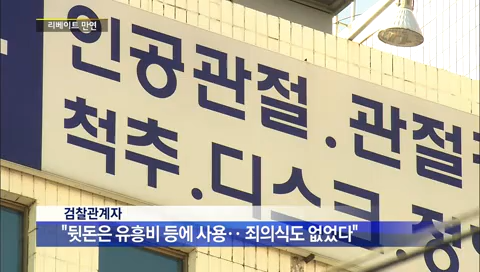 리베이트 만연
인공관절.관절
척추.디스크.
검찰관계자
"뒷돈은 유흥비 등에 사용‥ 죄의식도 없었다"